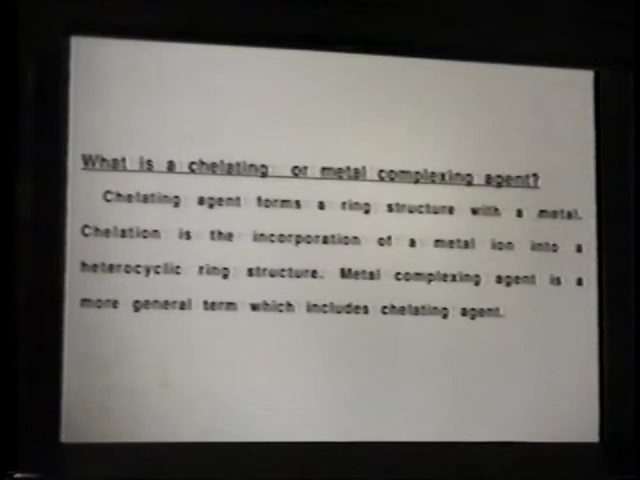 What is a chelating or metal complexing agent?
Chelating agent forms a ring structure with a metal.
Chelation is the incorporation of a metal ion into a
heterocyclic ring structure. Metal complexing agent is a
more general term which includes chelating agent.